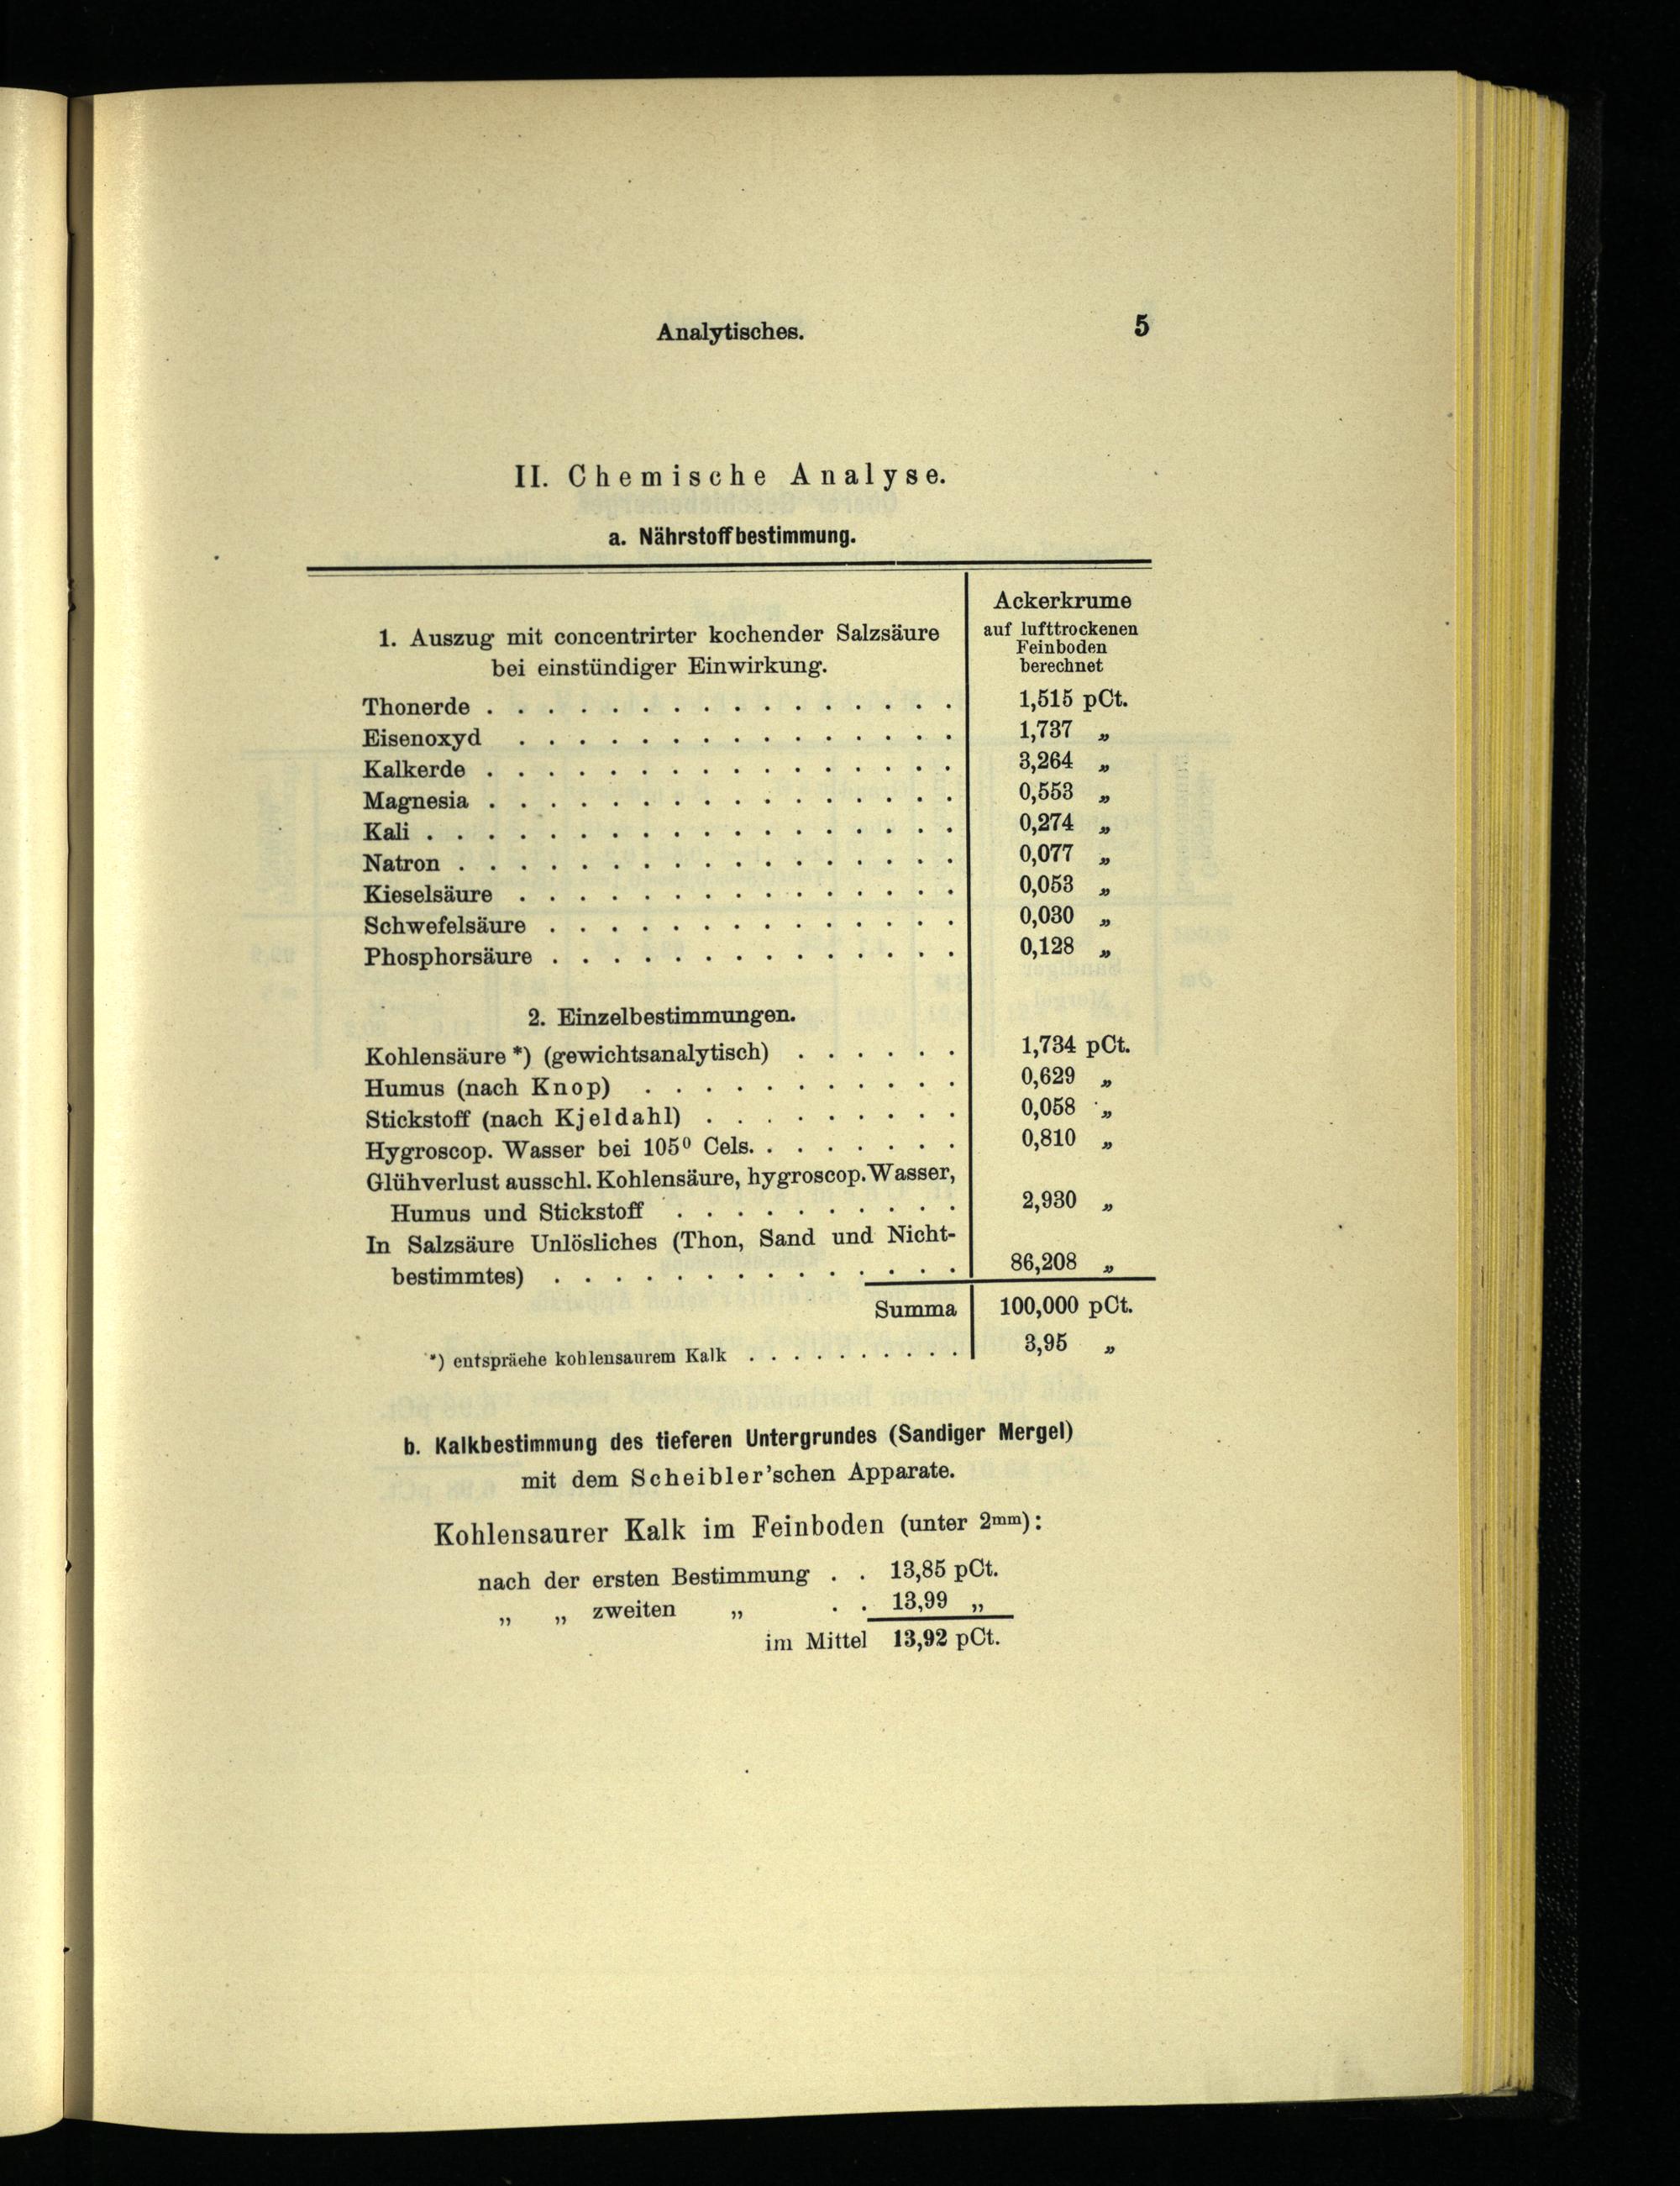 Analytisches. 5
II. Chemische Analyse.
a. Nährstoffbestimmung.
1. Auszug mit concentrirter kochender Salzsäure
bei einstündiger Einwirkung.
Ackerkrume
auf lufttrockenen
Feinboden
berechnet
Thonerde . . . . . . . . . . . . . . . . 1,515 pCt.
Eisenoxyd . . . . . . . . . . . . . . . 1,737 „
Kalkerde . . . . . . . . . . . . . . . . 3,264 „
Magnesia . . . . . . . . . . . . . . . . 0,553 „
Kali . . . . . . . . . . . . . . . . . . 0,274 „
Natron . . . . . . . . . . . . . . . . . 0,077 „
Kieselsäure . . . . . . . . . . . . . . . 0,053 „
Schwefelsäure . . . . . . . . . . . . . . 0,030 „
Phosphorsäure . . . . . . . . . . . . . . 0,128 „
2. Einzelbestimmungen.
Kohlensäure *) (gewichtsanalytisch) . . . . . . 1,734 pCt.
Humus (nach Knop) . . . . . . . . . . . 0,629 „
Stickstoff (nach Kjeldahl) . . . . . . . . . 0,058 „
Hygroscop. Wasser bei 105⁰ Cels. . . . . . . . 0,810 „
Glühverlust ausschl. Kohlensäure, hygroscop. Wasser,
Humus und Stickstoff . . . . . . . . . . 2,930 „
In Salzsäure Unlösliches (Thon, Sand und Nicht-
bestimmtes) . . . . . . . . . . . . . . 86,208 „
Summa 100,000 pCt.
*) entspräche kohlensaurem Kalk . . . . . . . . . . 3,95 „
b. Kalkbestimmung des tieferen Untergrundes (Sandiger Mergel)
mit dem Scheibler'schen Apparate.
Kohlensaurer Kalk im Feinboden (unter 2mm):
nach der ersten Bestimmung . . 13,85 pCt.
„ „ zweiten „ . . 13,99 „
im Mittel 13,92 pCt.